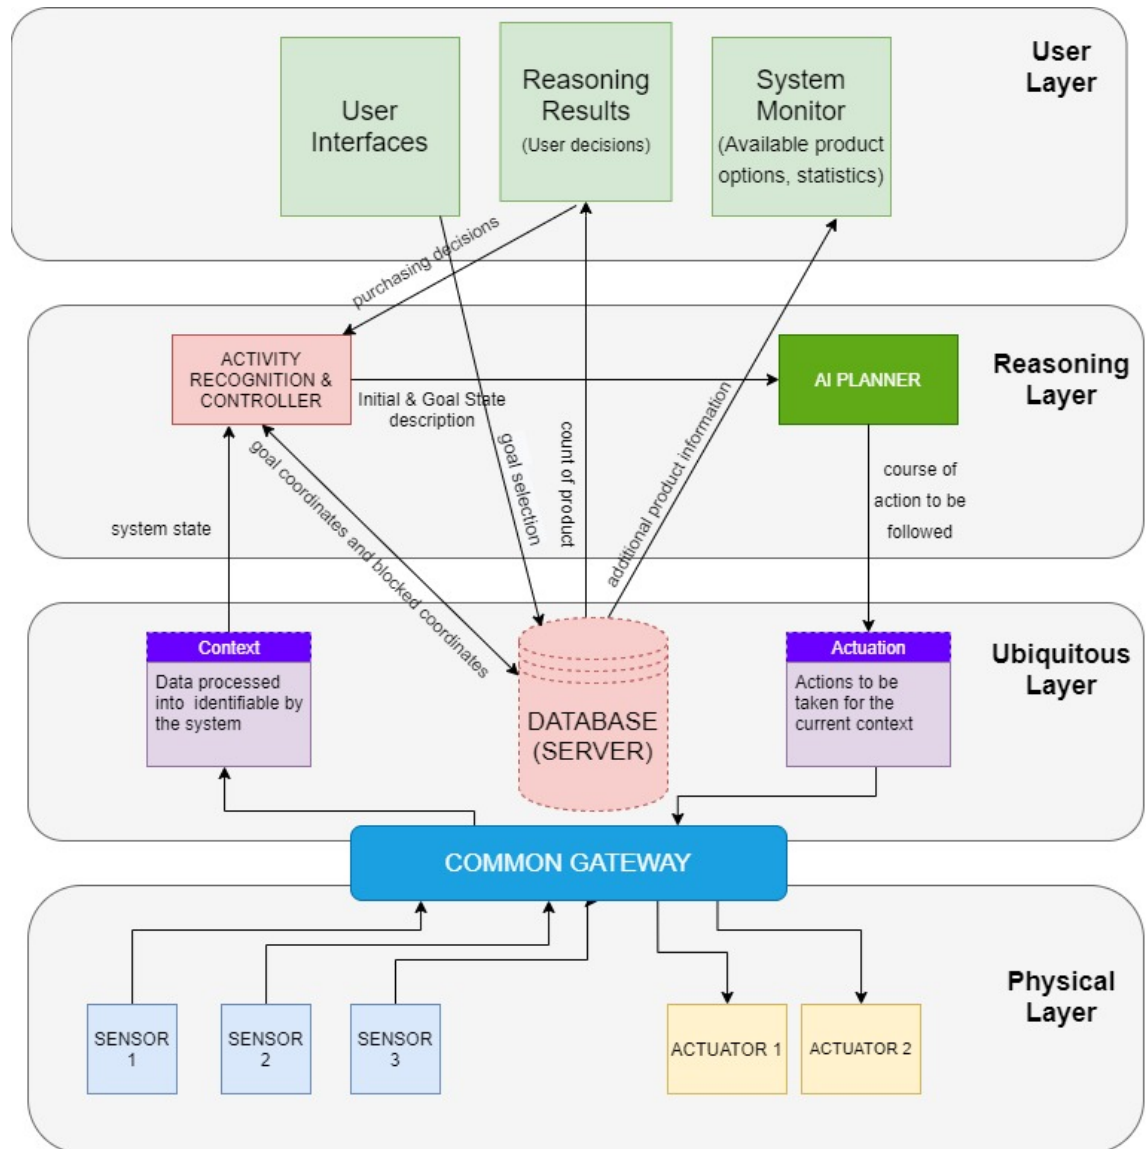 User
Layer
User
Interfaces
Reasoning
Results
(User decisions)
System
Monitor
(Available product
options, statistics)
purchasing decisions
Reasoning
Layer
ACTIVITY
RECOGNITION &
CONTROLLER
Initial & Goal State
description
AI PLANNER
system state
goal coordinates and blocked coordinates
goal selection
count of product
additional product information
course of
action to be
followed
Ubiquitous
Layer
Context
Data processed
into identifiable by
the system
DATABASE
(SERVER)
Actuation
Actions to be
taken for the
current context
COMMON GATEWAY
Physical
Layer
SENSOR
1
SENSOR
2
SENSOR
3
ACTUATOR 1
ACTUATOR 2